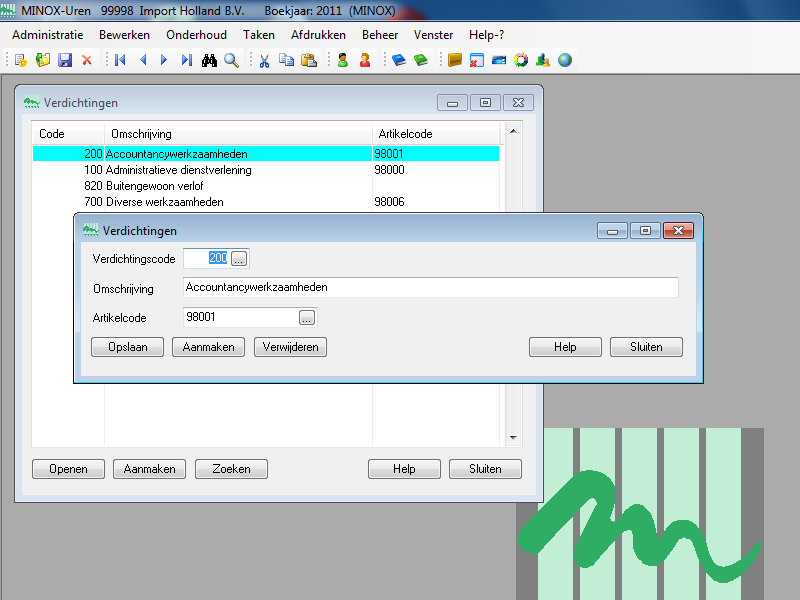 MINOX-Uren 99998 Import Holland B.V. Boekjaar: 2011 (MINOX)
Administratie Bewerken Onderhoud Taken Afdrukken Beheer Venster Help-?
Verdichtingen
Code Omschrijving Artikelcode
200 Accountancywerkzaamheden 98001
100 Administratieve dienstverlening 98000
820 Buitengewoon verlof
700 Diverse werkzaamheden 98006
Verdichtingen
Verdichtingscode 200 ...
Omschrijving Accountancywerkzaamheden
Artikelcode 98001 ...
Opslaan Aanmaken Verwijderen Help Sluiten
Openen Aanmaken Zoeken Help Sluiten